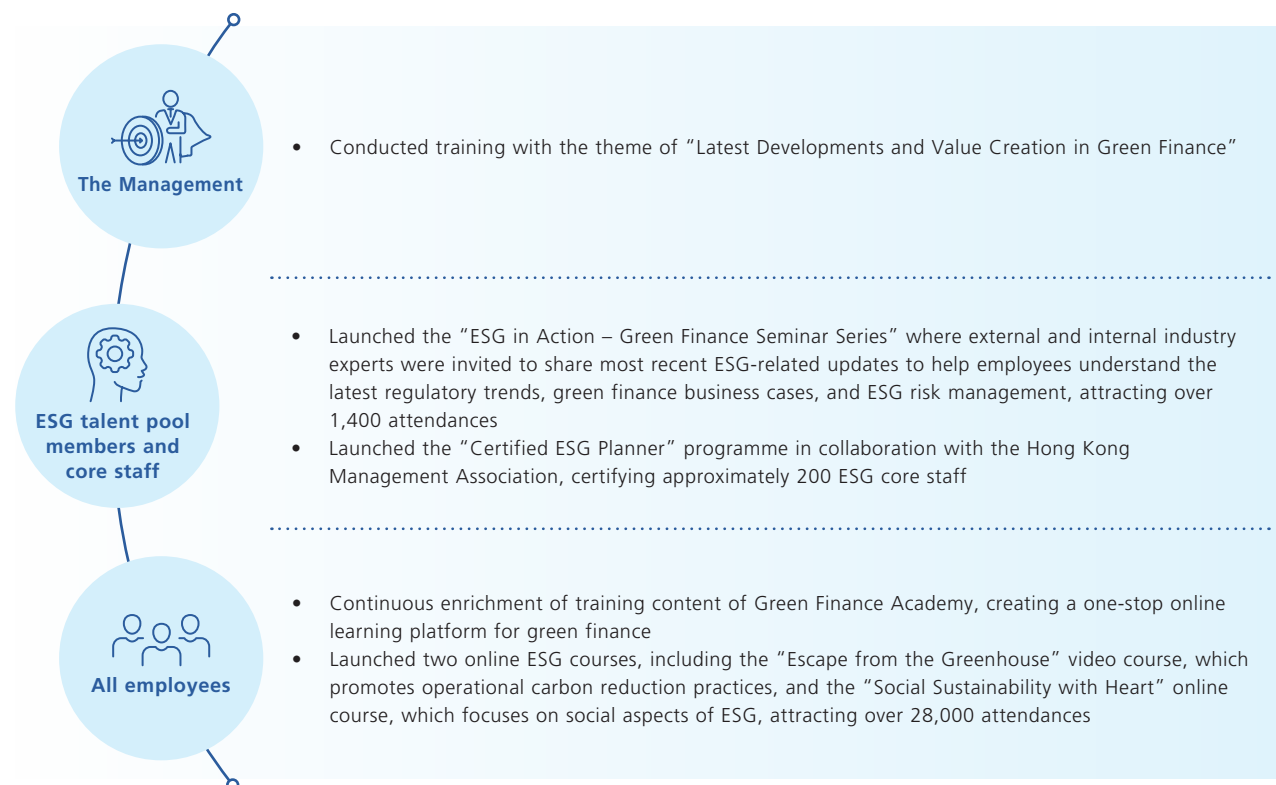 The Management
• Conducted training with the theme of “Latest Developments and Value Creation in Green Finance”
ESG talent pool
members and
core staff
• Launched the “ESG in Action – Green Finance Seminar Series” where external and internal industry
experts were invited to share most recent ESG-related updates to help employees understand the
latest regulatory trends, green finance business cases, and ESG risk management, attracting over
1,400 attendances
• Launched the “Certified ESG Planner” programme in collaboration with the Hong Kong
Management Association, certifying approximately 200 ESG core staff
All employees
• Continuous enrichment of training content of Green Finance Academy, creating a one-stop online
learning platform for green finance
• Launched two online ESG courses, including the “Escape from the Greenhouse” video course, which
promotes operational carbon reduction practices, and the “Social Sustainability with Heart” online
course, which focuses on social aspects of ESG, attracting over 28,000 attendances